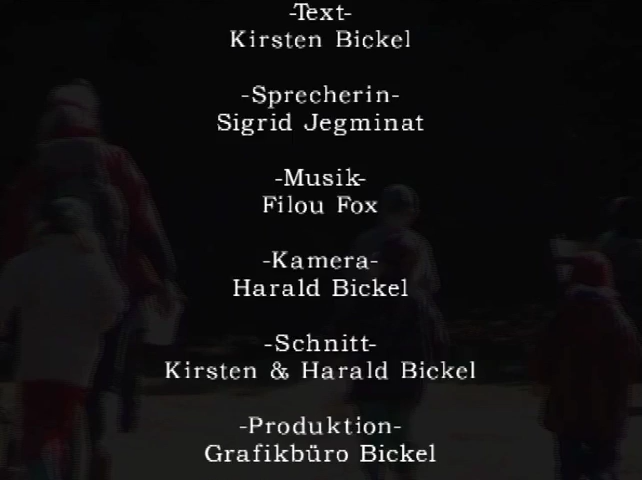 -Text-
Kirsten Bickel
-Sprecherin-
Sigrid Jegminat
-Musik-
Filou Fox
-Kamera-
Harald Bickel
-Schnitt-
Kirsten & Harald Bickel
-Produktion-
Grafikbüro Bickel